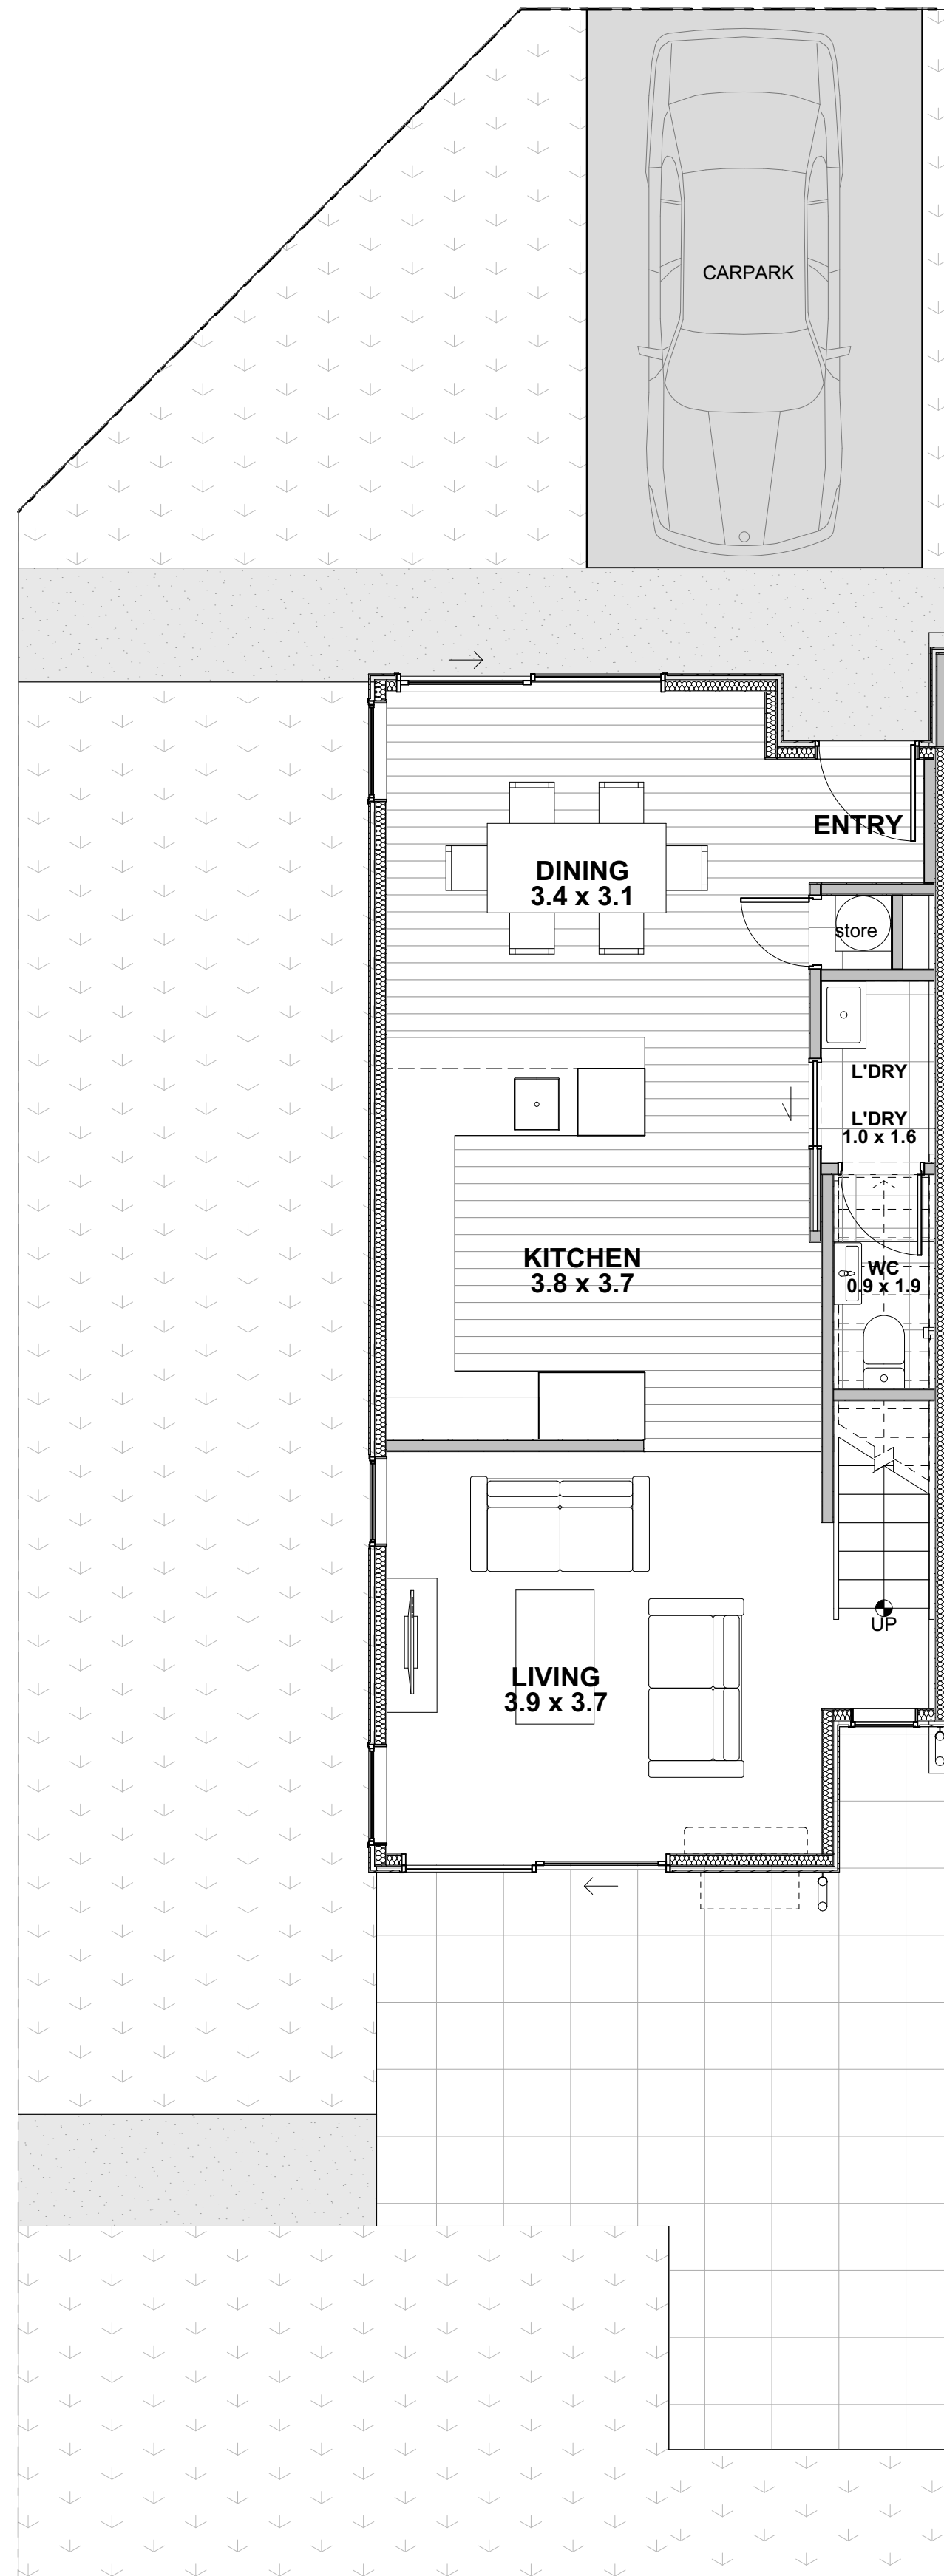 CARPARK
ENTRY
DINING
3.4 x 3.1
store
L'DRY
L'DRY
1.0 x 1.6
KITCHEN
3.8 x 3.7
WC
0.9 x 1.9
UP
LIVING
3.9 x 3.7